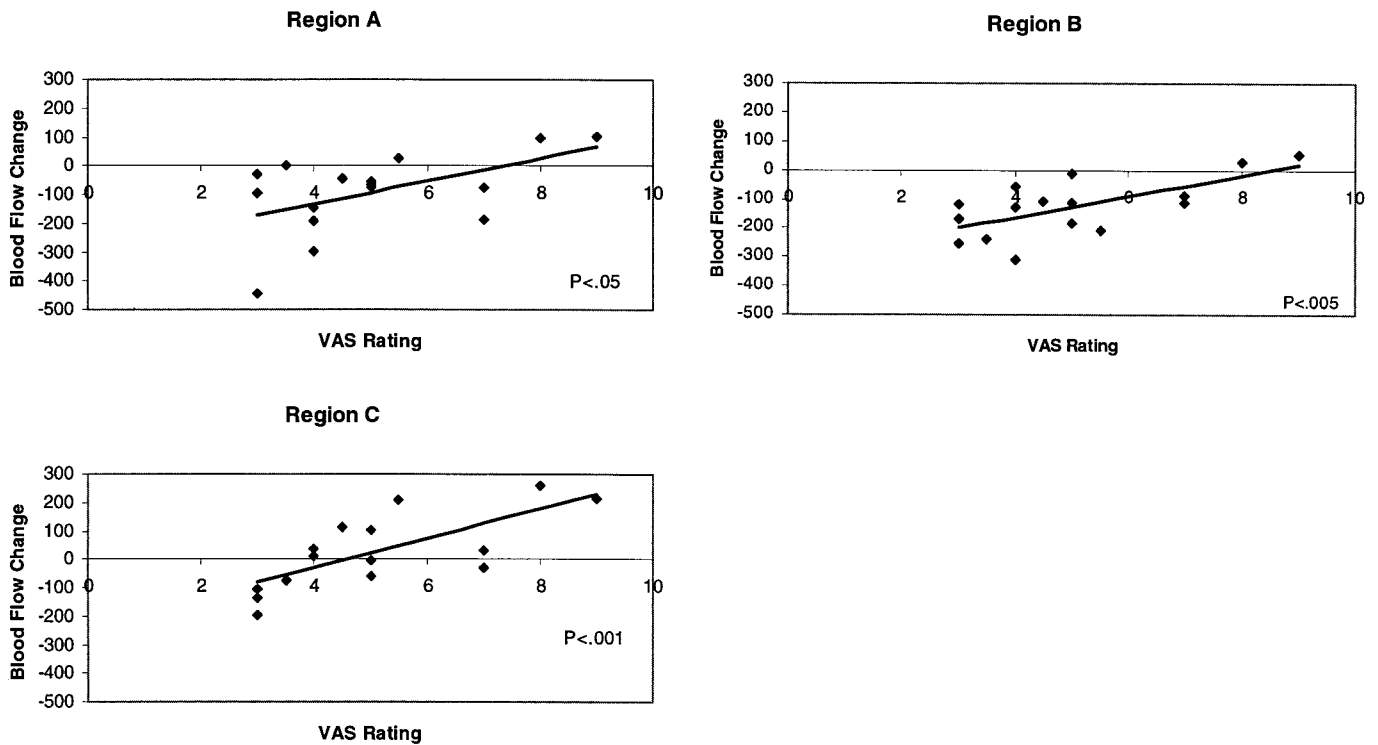 Region A
Blood Flow Change
300
200
100
0
-100
-200
-300
-400
-500
0 2 4 6 8 10
P<.05
VAS Rating
Region B
Blood Flow Change
300
200
100
0
-100
-200
-300
-400
-500
0 2 4 6 8 10
P<.005
VAS Rating
Region C
Blood Flow Change
300
200
100
0
-100
-200
-300
-400
-500
0 2 4 6 8 10
P<.001
VAS Rating